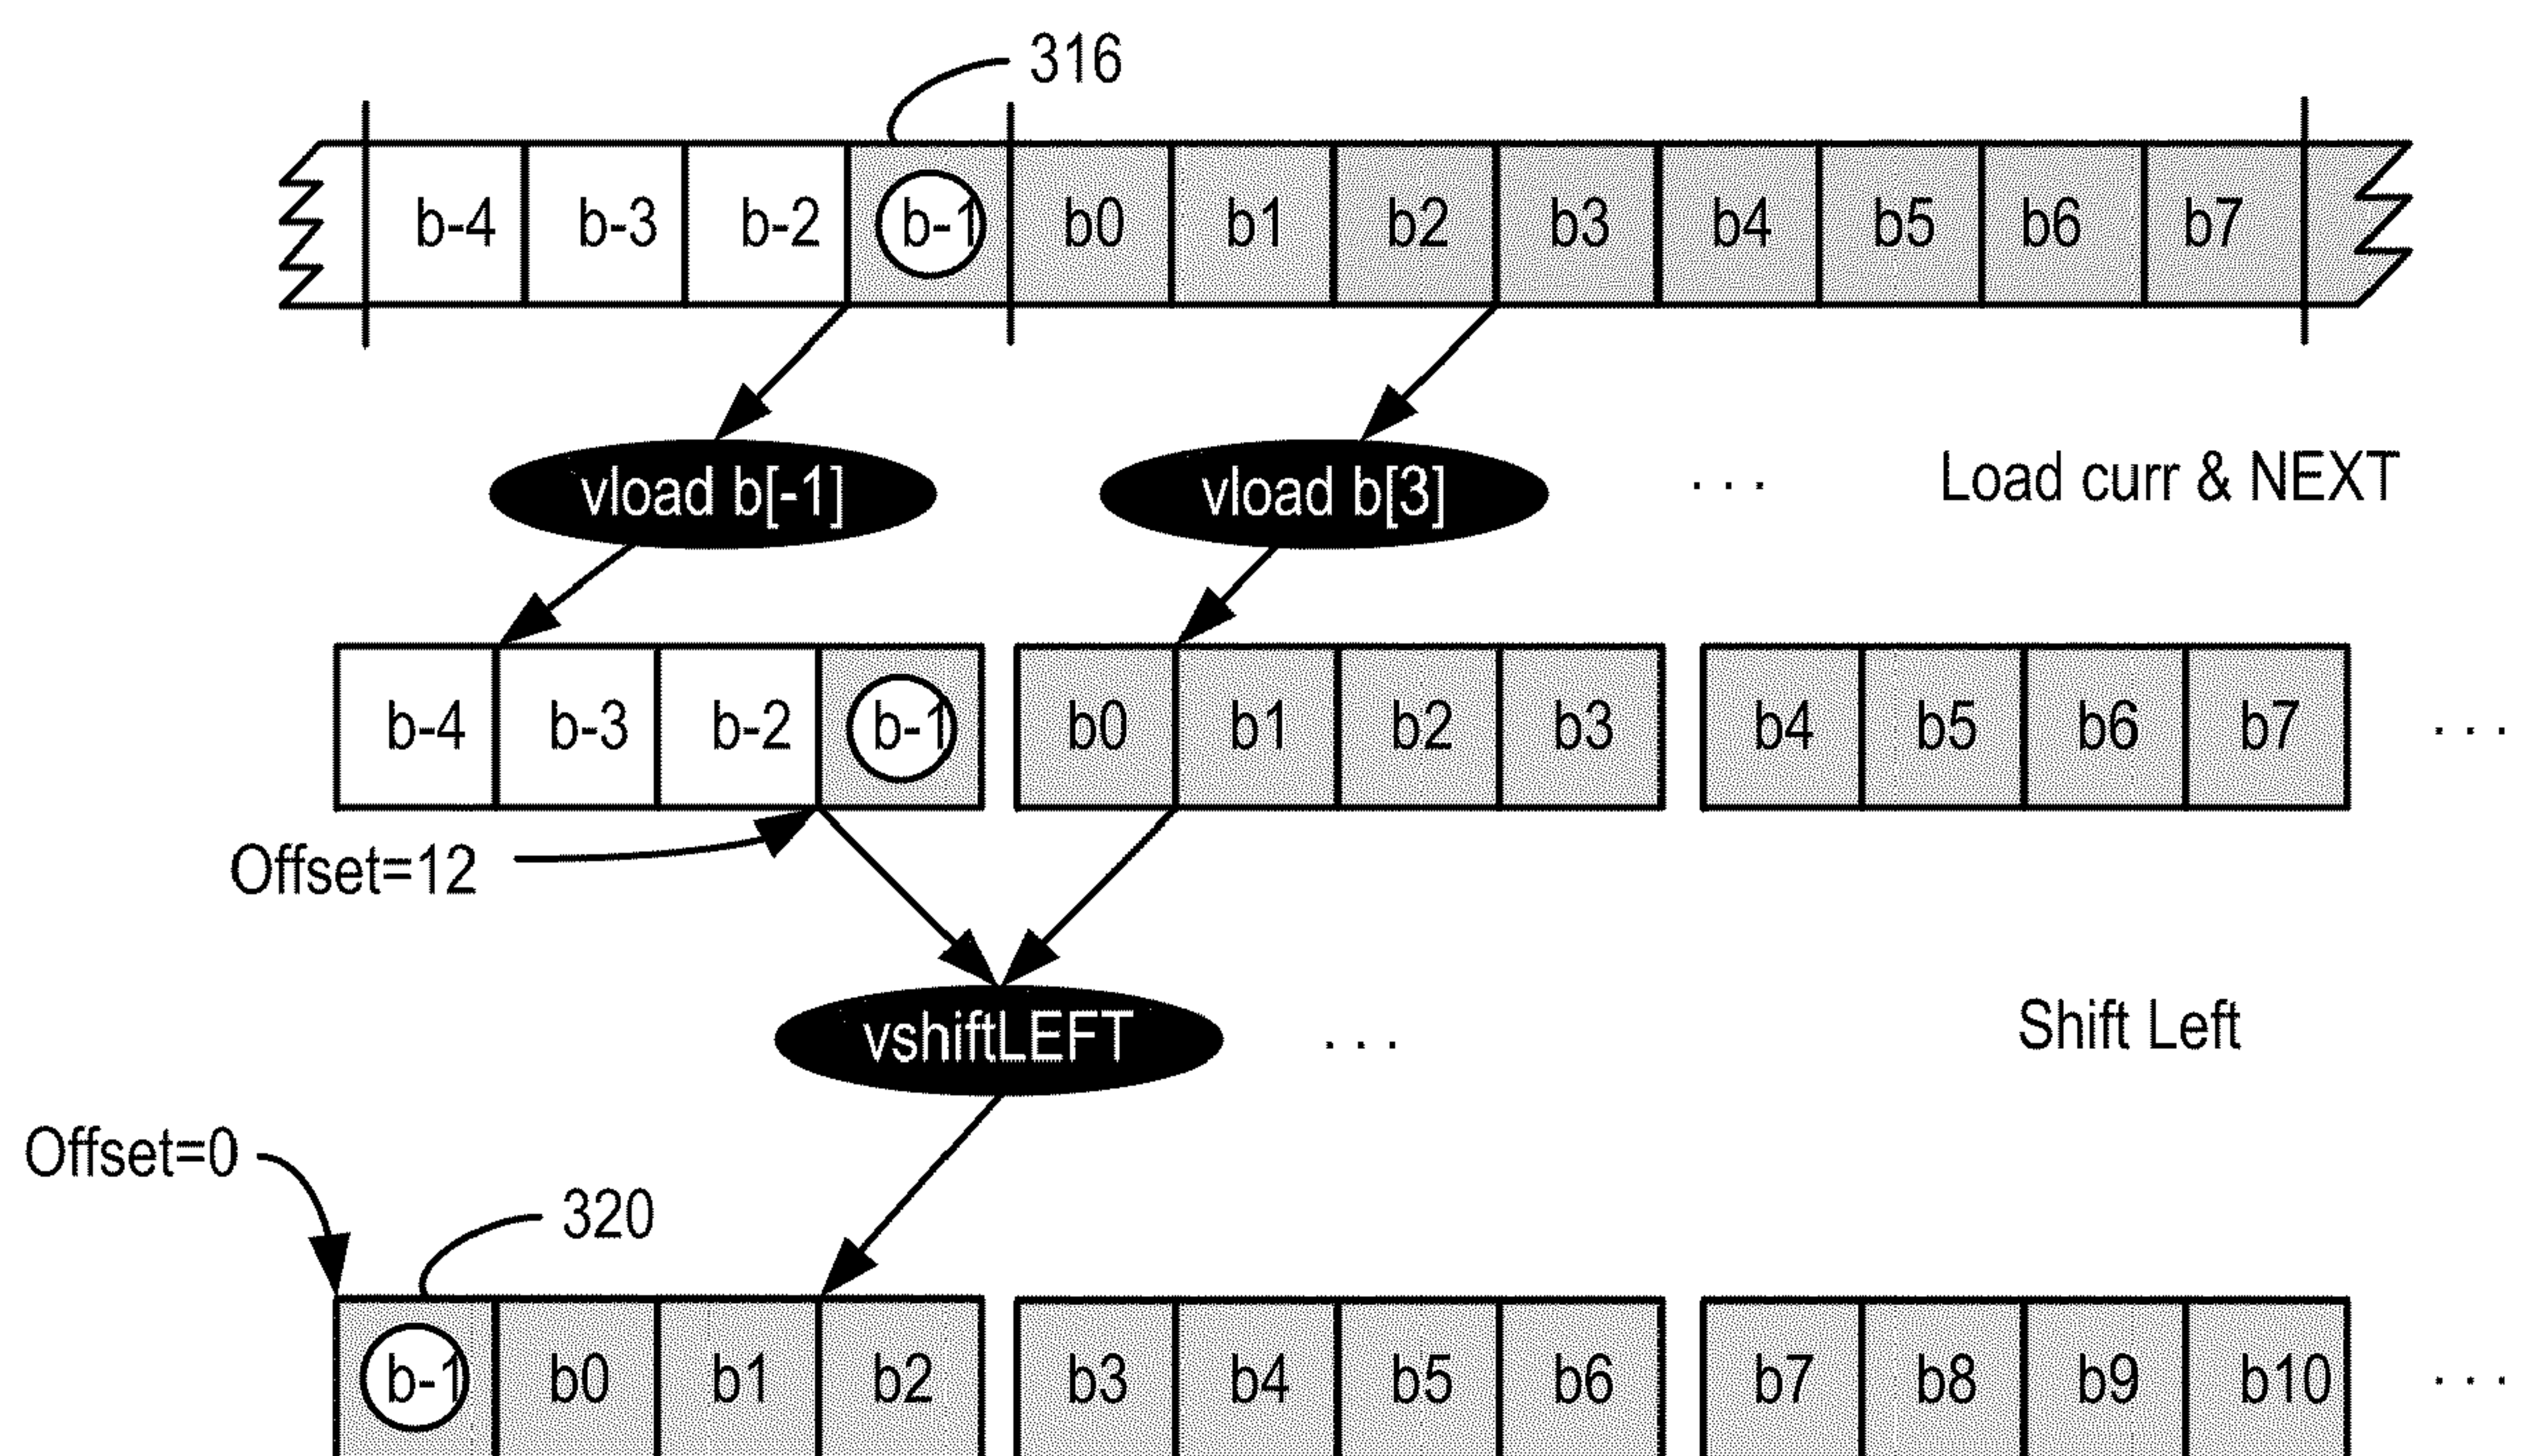 316
b-4 b-3 b-2 b-1 b0 b1 b2 b3 b4 b5 b6 b7
vload b[-1] vload b[3] . . . Load curr & NEXT
b-4 b-3 b-2 b-1 b0 b1 b2 b3 b4 b5 b6 b7 . . .
Offset=12
vshiftLEFT . . . Shift Left
Offset=0
320
b-1 b0 b1 b2 b3 b4 b5 b6 b7 b8 b9 b10 . . .